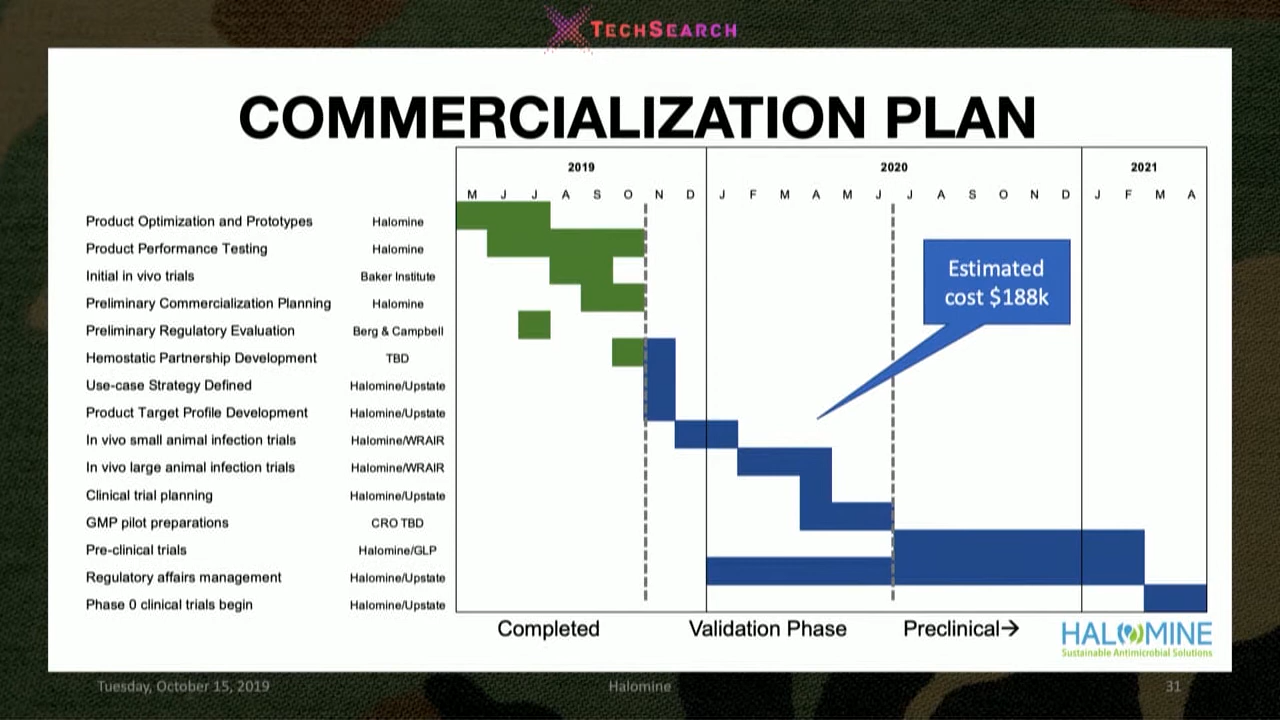 TECHSEARCH
COMMERCIALIZATION PLAN
2019 2020 2021
M J J A S O N D J F M A M J J A S O N D J F M A
Product Optimization and Prototypes Halomine
Product Performance Testing Halomine
Initial in vivo trials Baker Institute
Preliminary Commercialization Planning Halomine
Preliminary Regulatory Evaluation Berg & Campbell
Hemostatic Partnership Development TBD
Use-case Strategy Defined Halomine/Upstate
Product Target Profile Development Halomine/Upstate
In vivo small animal infection trials Halomine/WRAIR
In vivo large animal infection trials Halomine/WRAIR
Clinical trial planning Halomine/Upstate
GMP pilot preparations CRO TBD
Pre-clinical trials Halomine/GLP
Regulatory affairs management Halomine/Upstate
Phase 0 clinical trials begin Halomine/Upstate
Estimated
cost $188k
Completed Validation Phase Preclinical→
HALOMINE
Sustainable Antimicrobial Solutions
Tuesday, October 15, 2019 Halomine 31